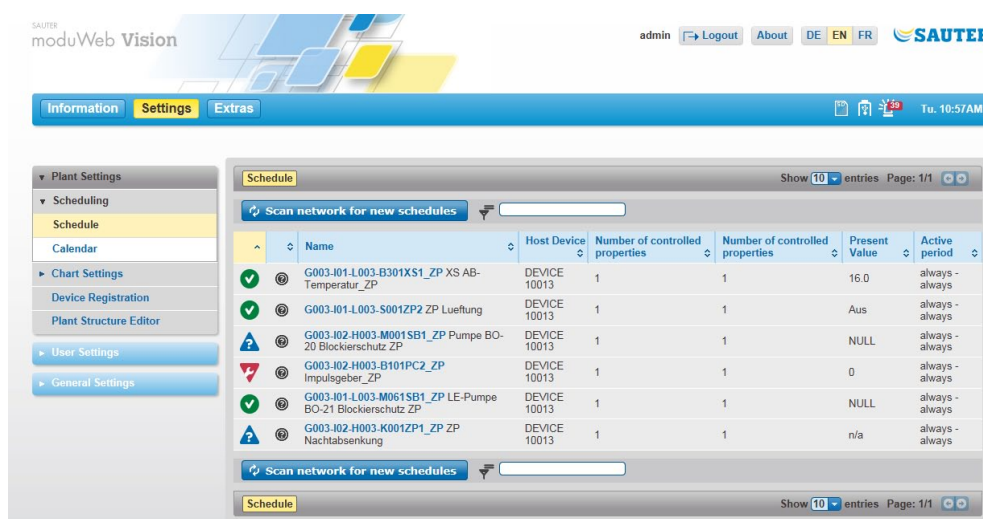 SAUTER
moduWeb Vision
admin Logout About DE EN FR SAUTER
Information Settings Extras
39 Tu. 10:57AM
Plant Settings
Scheduling
Schedule
Calendar
Chart Settings
Device Registration
Plant Structure Editor
User Settings
General Settings
Schedule Show 10 entries Page: 1/1
Scan network for new schedules
Name Host Device Number of controlled properties Number of controlled properties Present Value Active period
G003-I01-L003-B301XS1_ZP XS AB-Temperatur_ZP DEVICE 10013 1 1 16.0 always - always
G003-I01-L003-S001ZP2 ZP Lueftung DEVICE 10013 1 1 Aus always - always
G003-I02-H003-M001SB1_ZP Pumpe BO-20 Blockierschutz ZP DEVICE 10013 1 1 NULL always - always
G003-I02-H003-B101PC2_ZP Impulsgeber_ZP DEVICE 10013 1 1 0 always - always
G003-I01-L003-M061SB1_ZP LE-Pumpe BO-21 Blockierschutz ZP DEVICE 10013 1 1 NULL always - always
G003-I02-H003-K001ZP1_ZP ZP Nachtabsenkung DEVICE 10013 1 1 n/a always - always
Scan network for new schedules
Schedule Show 10 entries Page: 1/1